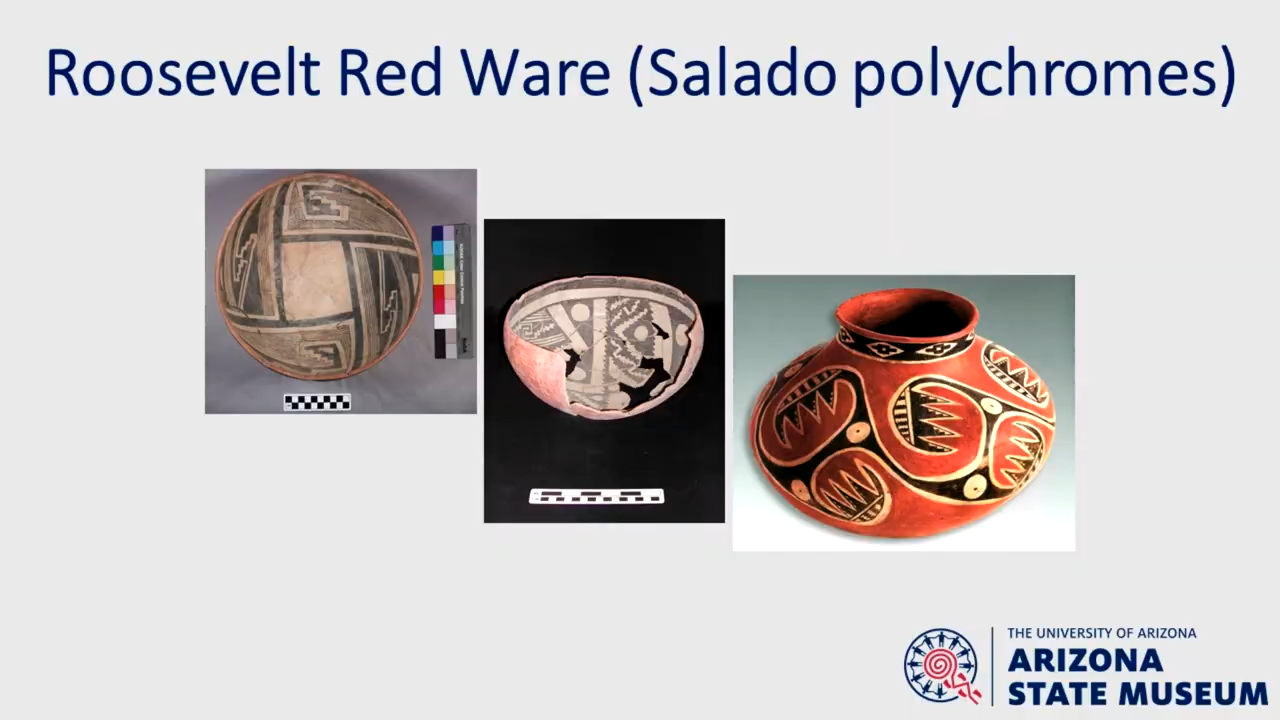 Roosevelt Red Ware (Salado polychromes)
THE UNIVERSITY OF ARIZONA
ARIZONA
STATE MUSEUM